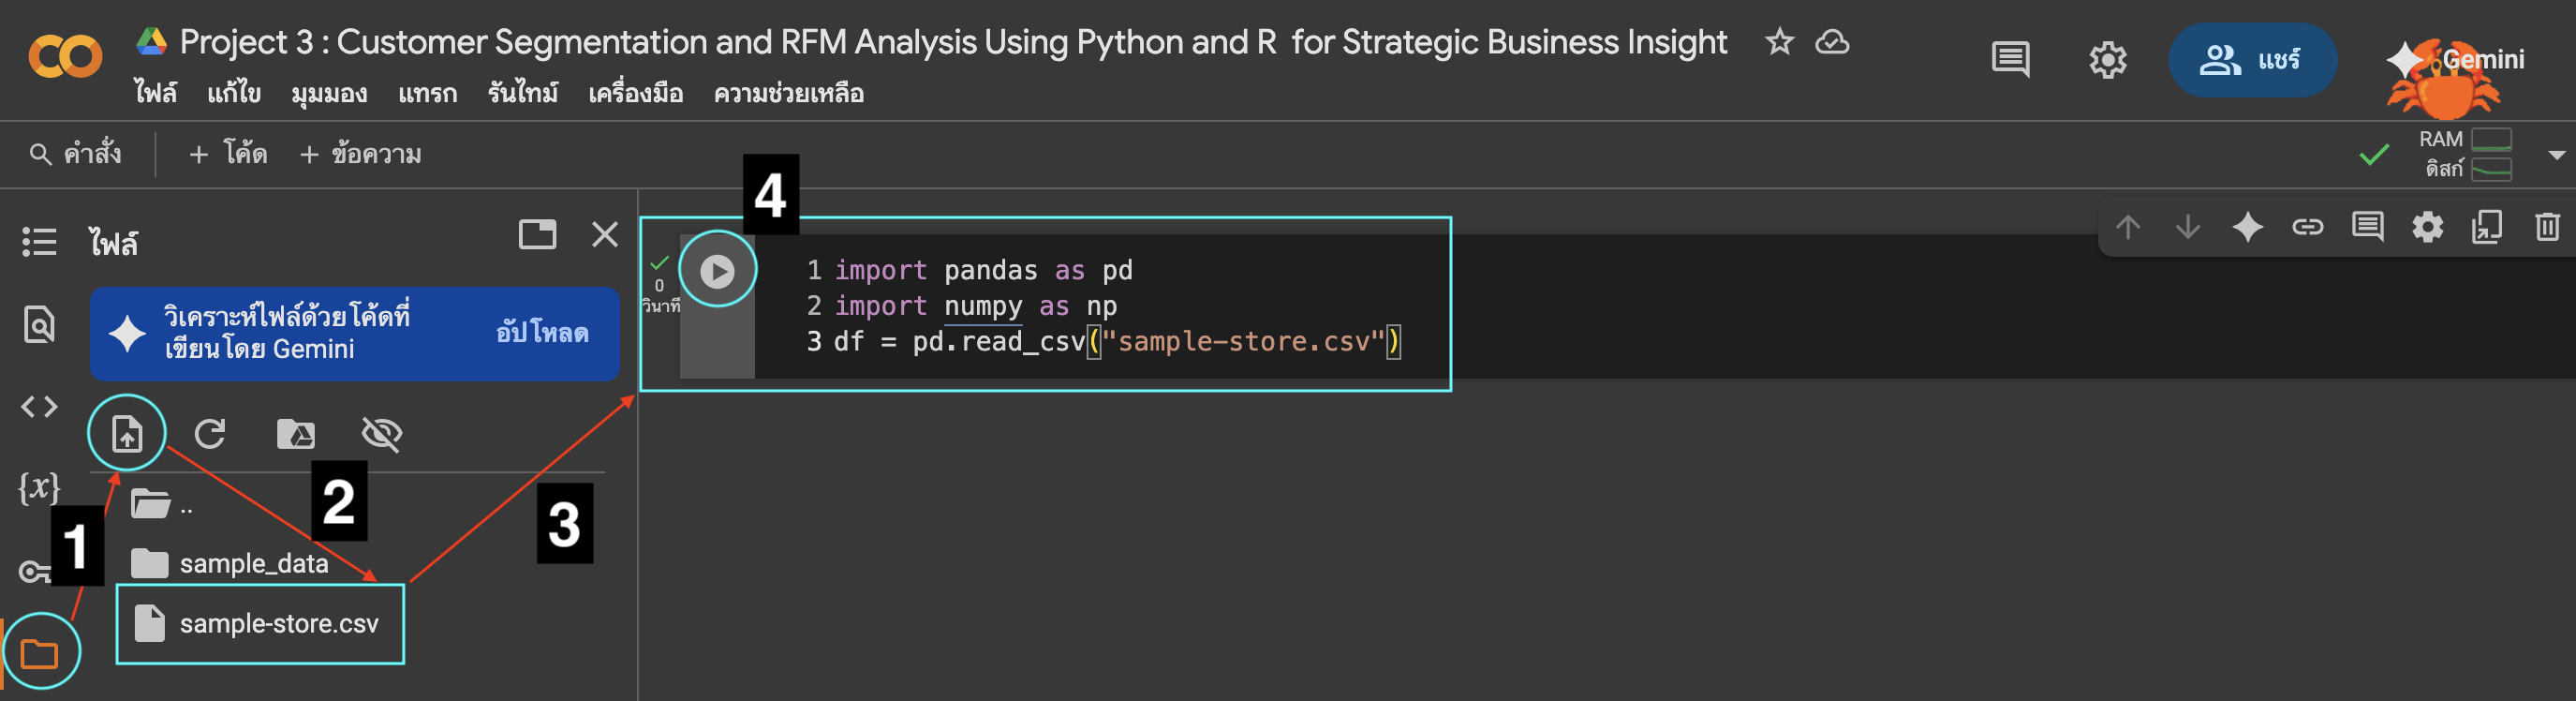 Project 3 : Customer Segmentation and RFM Analysis Using Python and R for Strategic Business Insight
ไฟล์ แก้ไข มุมมอง แทรก รันไทม์ เครื่องมือ ความช่วยเหลือ
แชร์
Gemini
คำสั่ง + โค้ด + ข้อความ
RAM
ดิสก์
ไฟล์
วิเคราะห์ไฟล์ด้วยโค้ดที่
เขียนโดย Gemini
อัปโหลด
{x}
..
sample_data
sample-store.csv
1
2
3
4
0
วินาที
1 import pandas as pd
2 import numpy as np
3 df = pd.read_csv("sample-store.csv")